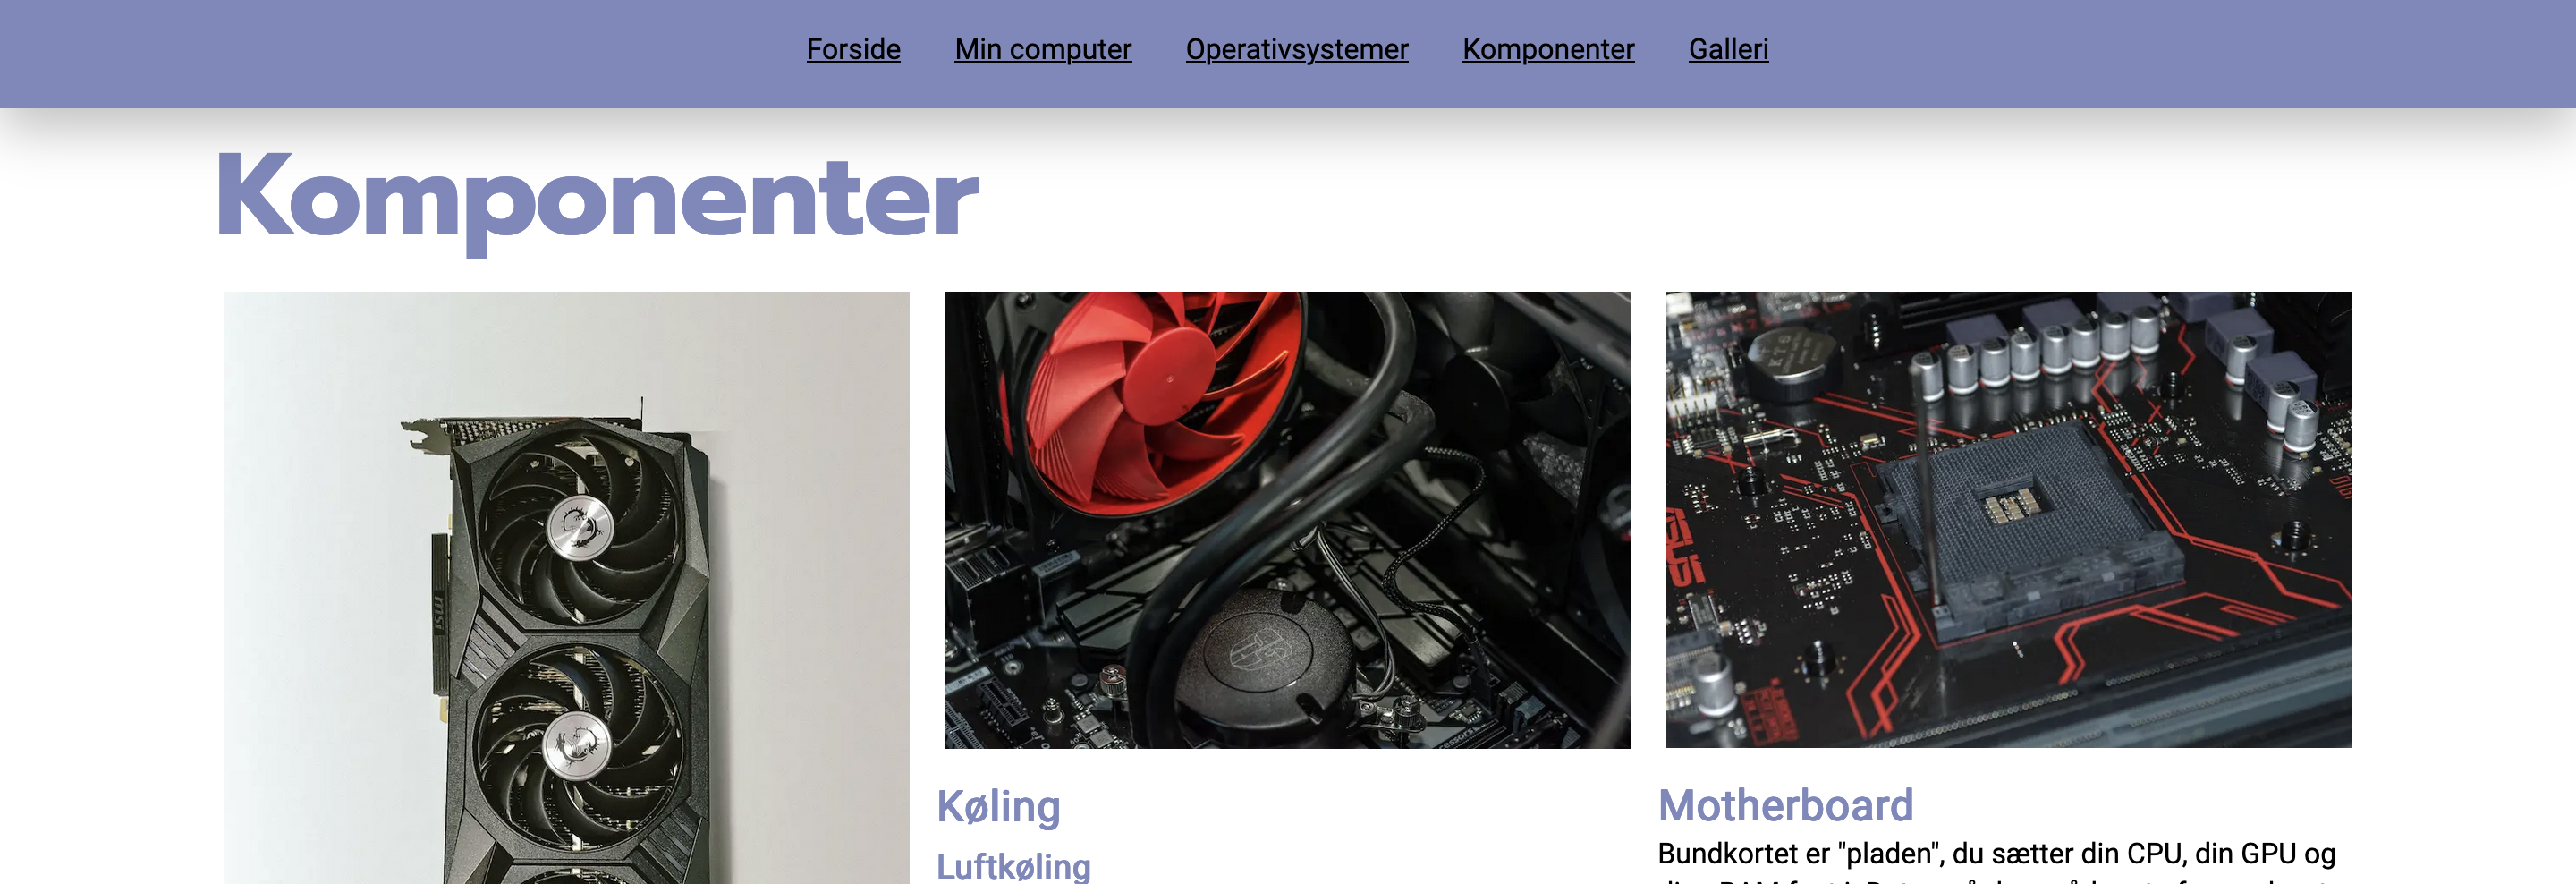 Forside Min computer Operativsystemer Komponenter Galleri
Komponenter
msi
Køling
Luftkøling
Motherboard
Bundkortet er "pladen", du sætter din CPU, din GPU og